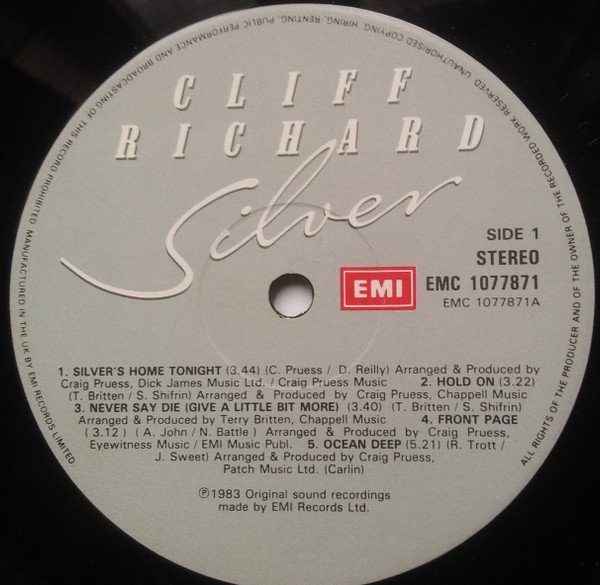 CLIFF
RICHARD
Silver
SIDE 1
STEREO
EMI
EMC 1077871
EMC 1077871A
1. SILVER'S HOME TONIGHT (3.44) (C. Pruess / D. Reilly) Arranged & Produced by
Craig Pruess, Dick James Music Ltd. / Craig Pruess Music 2. HOLD ON (3.22)
(T. Britten / S. Shifrin) Arranged & Produced by Craig Pruess, Chappell Music
3. NEVER SAY DIE (GIVE A LITTLE BIT MORE) (3.40) (T. Britten / S. Shifrin)
Arranged & Produced by Terry Britten, Chappell Music 4. FRONT PAGE
(3.12) (A. John / N. Battle) Arranged & Produced by Craig Pruess,
Eyewitness Music / EMI Music Publ. 5. OCEAN DEEP (5.21) (R. Trott /
J. Sweet) Arranged & Produced by Craig Pruess,
Patch Music Ltd. (Carlin)
℗1983 Original sound recordings
made by EMI Records Ltd.
ALL RIGHTS OF THE PRODUCER AND OF THE OWNER OF THE RECORDED WORK RESERVED. UNAUTHORISED COPYING, HIRING, RENTING, PUBLIC PERFORMANCE AND BROADCASTING OF THIS RECORD PROHIBITED. MANUFACTURED IN THE UK BY EMI RECORDS LIMITED.